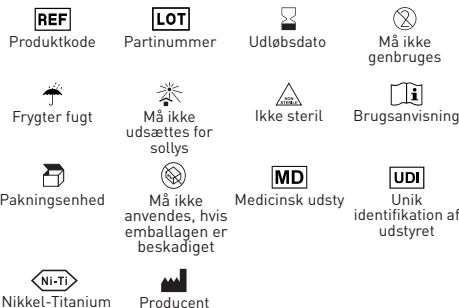 REF
LOT
Produktkode
Partinummer
Udløbsdato
Må ikke
genbruges
2
NON
STERILE
i
Frygter fugt
Må ikke
udsættes for
sollys
Ikke steril
Brugsanvisning
MD
UDI
Pakningsenhed
Må ikke
anvendes, hvis
emballagen er
beskadiget
Medicinsk udsty
Unik
identifikation af
udstyret
Ni-Ti
Nikkel-Titanium
Producent